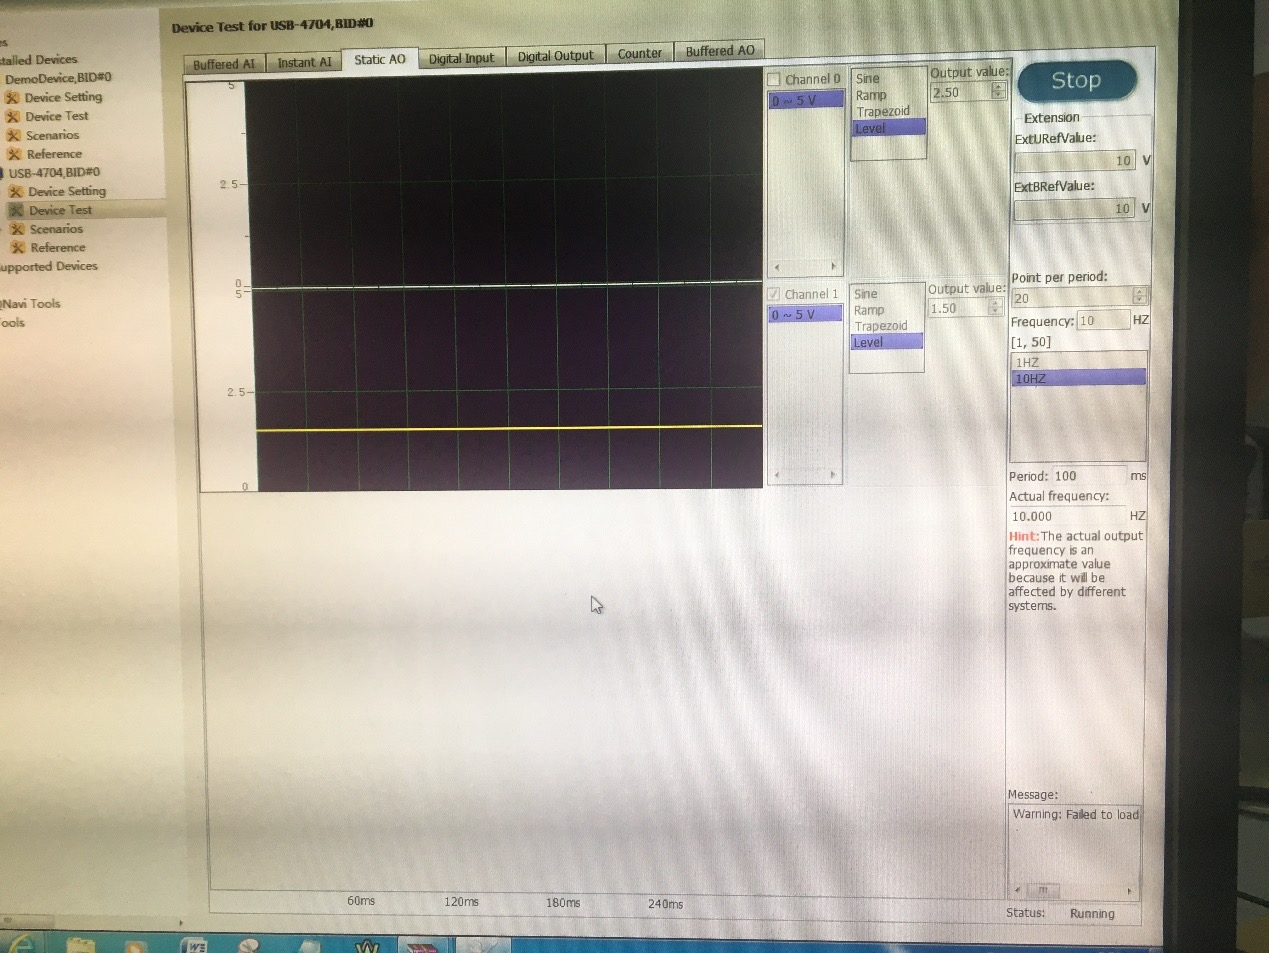 Device Test for USB-4704,BID#0
Buffered AI
Instant AI
Static AO
Digital Input
Digital Output
Counter
Buffered AO
DemoDevice,BID#0
Device Setting
Device Test
Scenarios
Reference
USB-4704,BID#0
Device Setting
Device Test
Scenarios
Reference
Devices
Navi Tools
5
2.5
0
5
2.5
0
60ms
120ms
180ms
240ms
Channel 0
0 ~ 5 V
Sine
Ramp
Trapezoid
Level
Output value:
2.50
Channel 1
0 ~ 5 V
Sine
Ramp
Trapezoid
Level
Output value:
1.50
Stop
Extension
ExtURefValue:
10 V
ExtBRefValue:
10 V
Point per period:
20
Frequency: 10 HZ
[1, 50]
1HZ
10HZ
Period: 100 ms
Actual frequency:
10.000 HZ
Hint:The actual output
frequency is an
approximate value
because it will be
affected by different
systems.
Message:
Warning: Failed to load
Status: Running